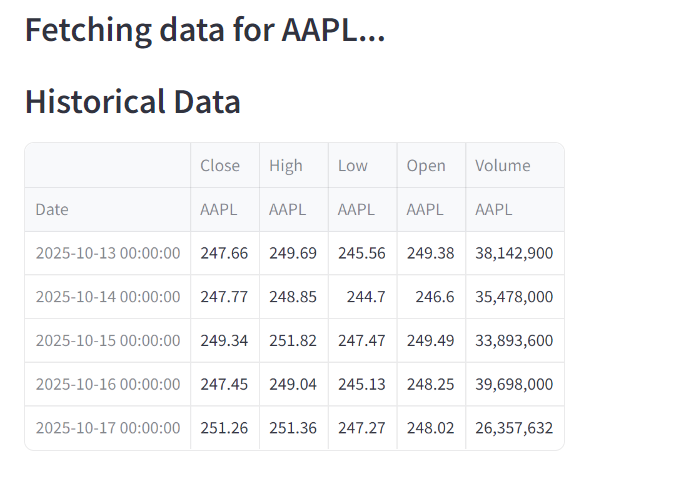 Fetching data for AAPL...
Historical Data
Close High Low Open Volume
Date AAPL AAPL AAPL AAPL AAPL
2025-10-13 00:00:00 247.66 249.69 245.56 249.38 38,142,900
2025-10-14 00:00:00 247.77 248.85 244.7 246.6 35,478,000
2025-10-15 00:00:00 249.34 251.82 247.47 249.49 33,893,600
2025-10-16 00:00:00 247.45 249.04 245.13 248.25 39,698,000
2025-10-17 00:00:00 251.26 251.36 247.27 248.02 26,357,632